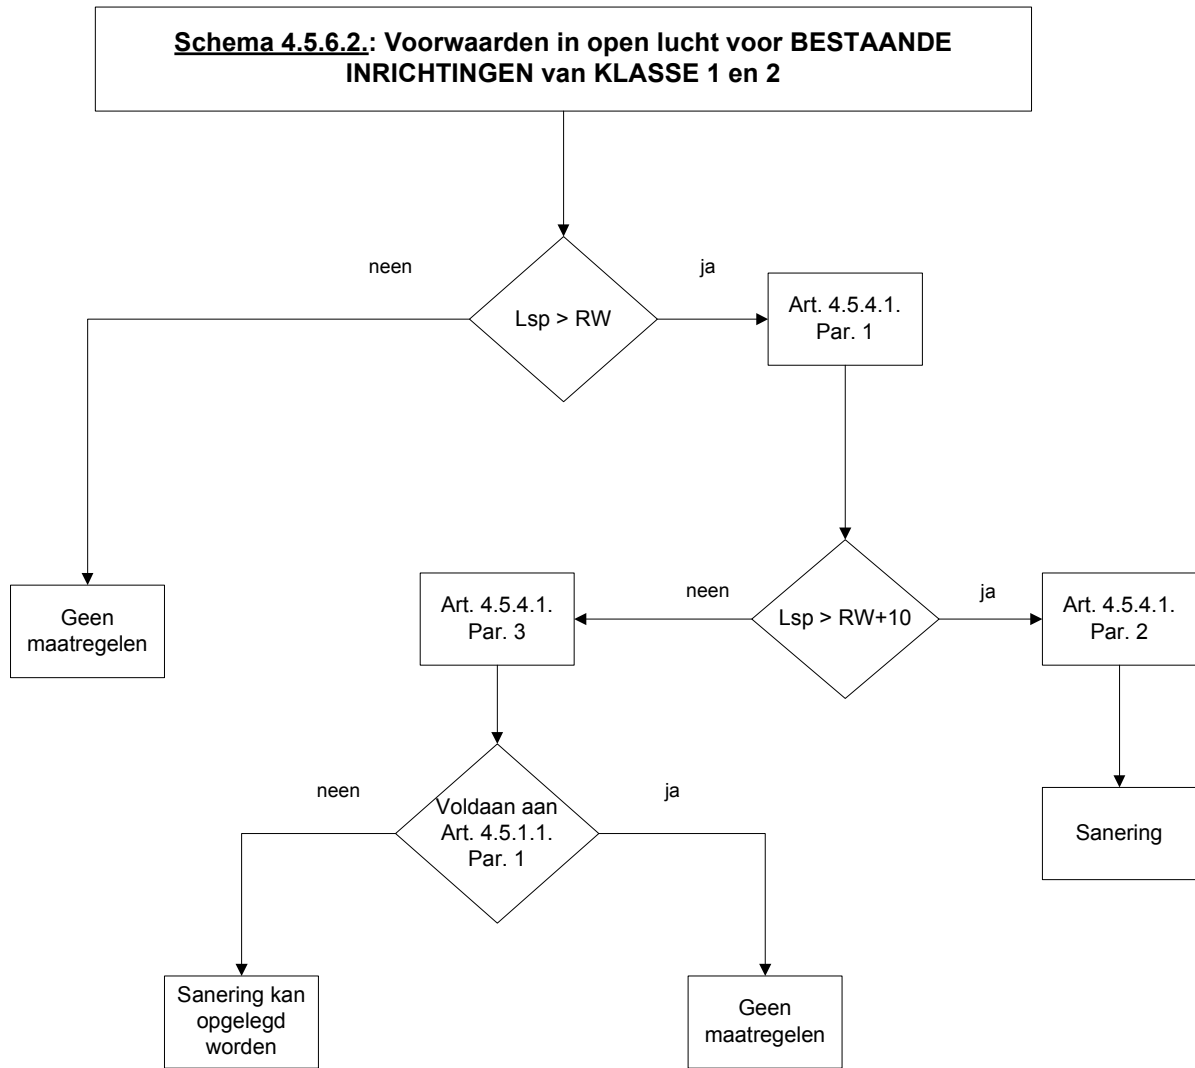 Schema 4.5.6.2.: Voorwaarden in open lucht voor BESTAANDE
INRICHTINGEN van KLASSE 1 en 2
neen
ja
Lsp > RW
Art. 4.5.4.1.
Par. 1
Geen
maatregelen
Art. 4.5.4.1.
Par. 3
neen
Lsp > RW+10
ja
Art. 4.5.4.1.
Par. 2
neen
Voldaan aan
Art. 4.5.1.1.
Par. 1
ja
Sanering
Sanering kan
opgelegd
worden
Geen
maatregelen